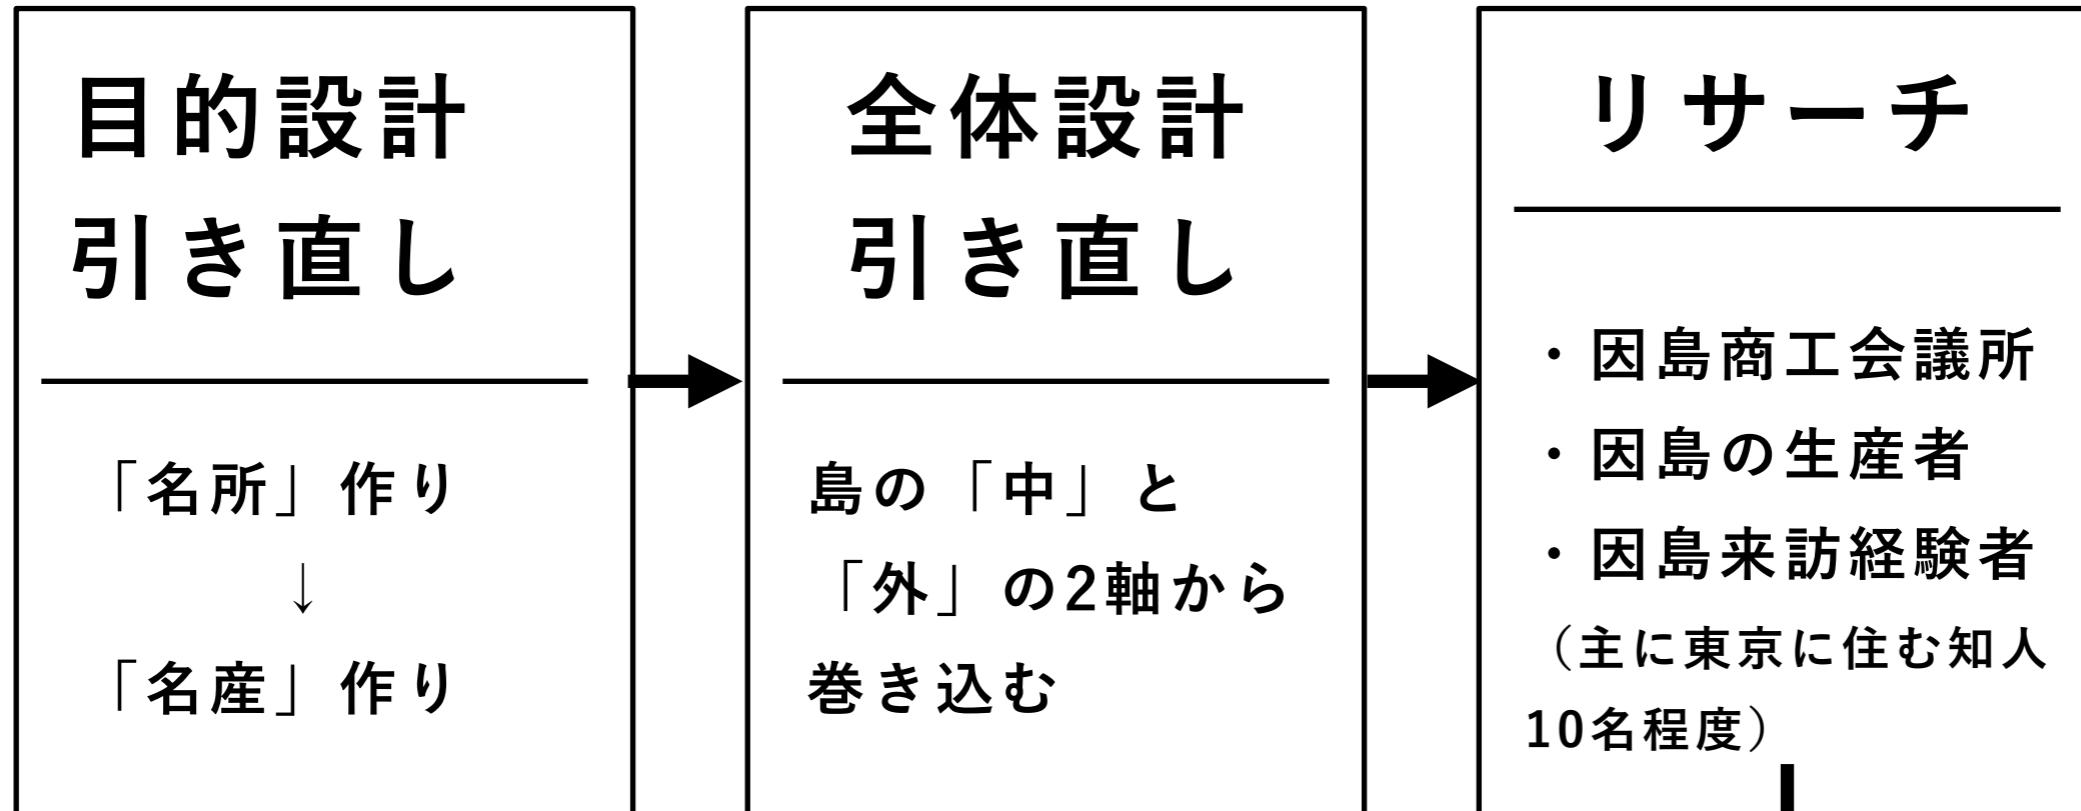 目的設計
引き直し
「名所」作り
↓
「名産」作り
全体設計
引き直し
島の「中」と
「外」の2軸から
巻き込む
リサーチ
・因島商工会議所
・因島の生産者
・因島来訪経験者
（主に東京に住む知人
10名程度）